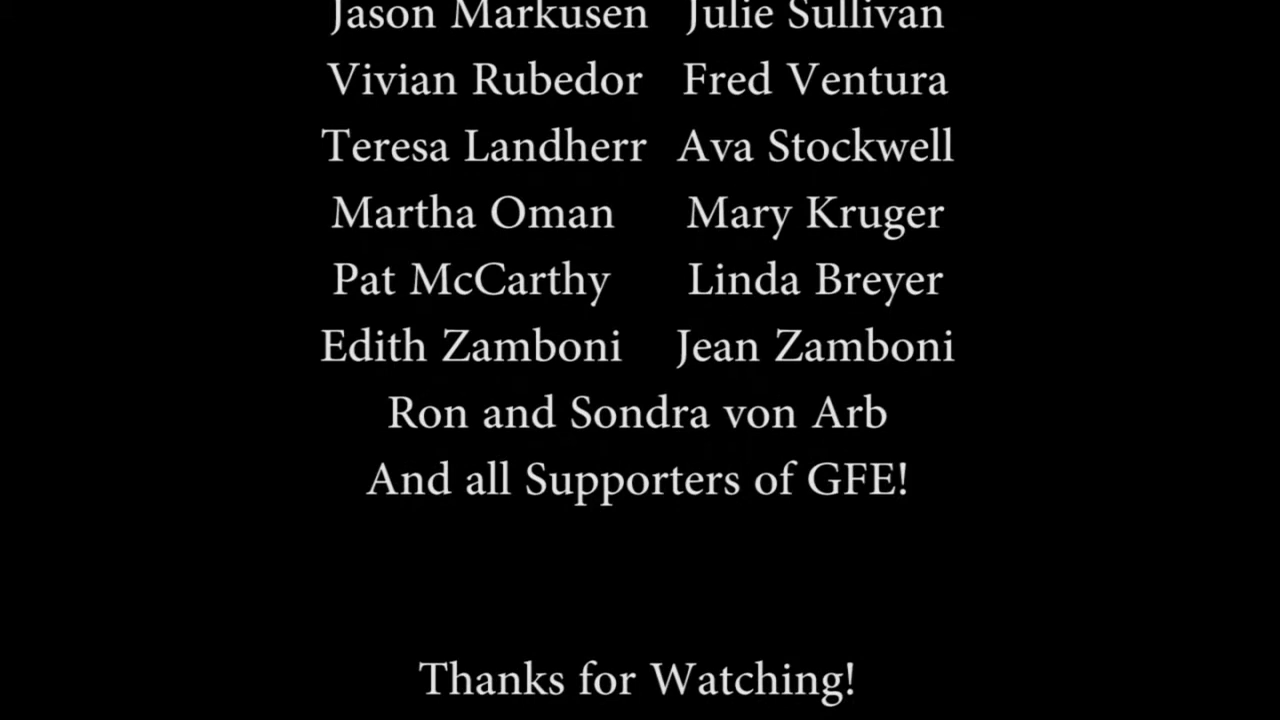 Jason Markusen Julie Sullivan
Vivian Rubedor Fred Ventura
Teresa Landherr Ava Stockwell
Martha Oman Mary Kruger
Pat McCarthy Linda Breyer
Edith Zamboni Jean Zamboni
Ron and Sondra von Arb
And all Supporters of GFE!
Thanks for Watching!